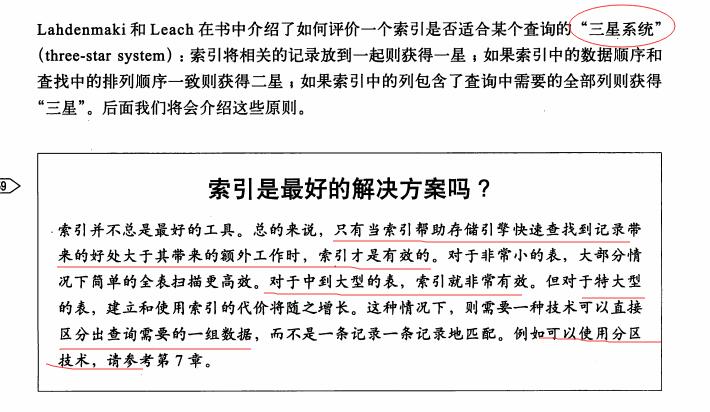 Lahdenmaki 和 Leach 在书中介绍了如何评价一个索引是否适合某个查询的“三星系统”
(three-star system)：索引将相关的记录放到一起则获得一星；如果索引中的数据顺序和
查找中的排列顺序一致则获得二星；如果索引中的列包含了查询中需要的全部列则获得
“三星”。后面我们将会介绍这些原则。
9
索引是最好的解决方案吗？
索引并不总是最好的工具。总的来说，只有当索引帮助存储引擎快速查找到记录带
来的好处大于其带来的额外工作时，索引才是有效的。对于非常小的表，大部分情
况下简单的全表扫描更高效。对于中到大型的表，索引就非常有效。但对于特大型
的表，建立和使用索引的代价将随之增长。这种情况下，则需要一种技术可以直接
区分出查询需要的一组数据，而不是一条记录一条记录地匹配。例如可以使用分区
技术，请参考第 7 章。